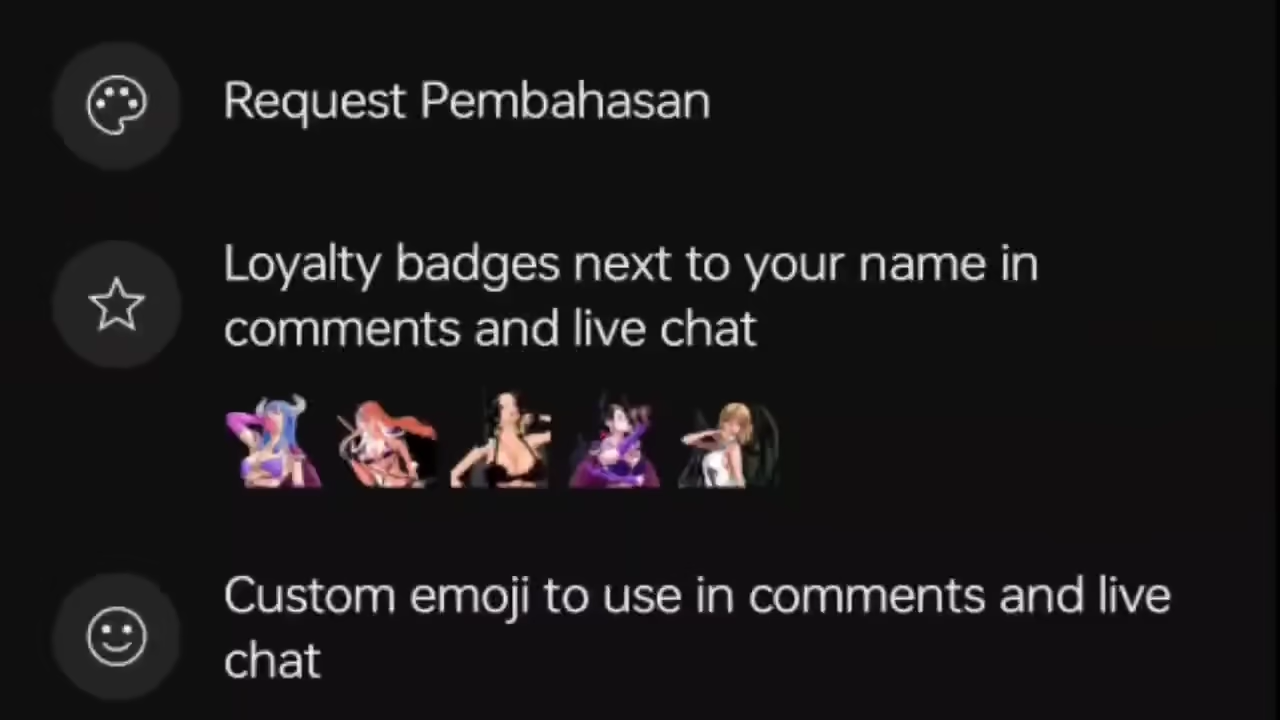 Request Pembahasan
Loyalty badges next to your name in
comments and live chat
Custom emoji to use in comments and live
chat